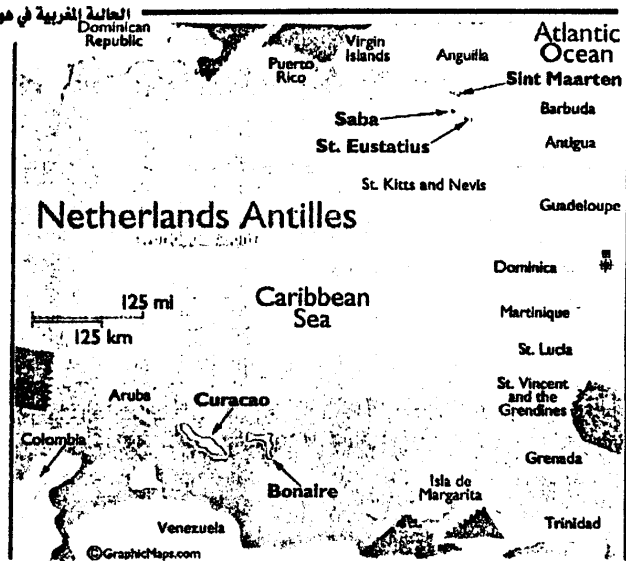 الجالية المغربية في هو
Dominican
Republic
Puerto
Rico
Virgin
Islands
Anguilla
Atlantic
Ocean
Sint Maarten
Saba
Barbuda
St. Eustatius
Antigua
St. Kitts and Nevis
Netherlands Antilles
Guadeloupe
Dominica
125 mi
125 km
Caribbean
Sea
Martinique
St. Lucia
St. Vincent
and the
Grendines
Aruba
Curacao
Colombia
Grenada
Bonaire
Isla de
Margarita
Venezuela
Trinidad
©GraphicMaps.com